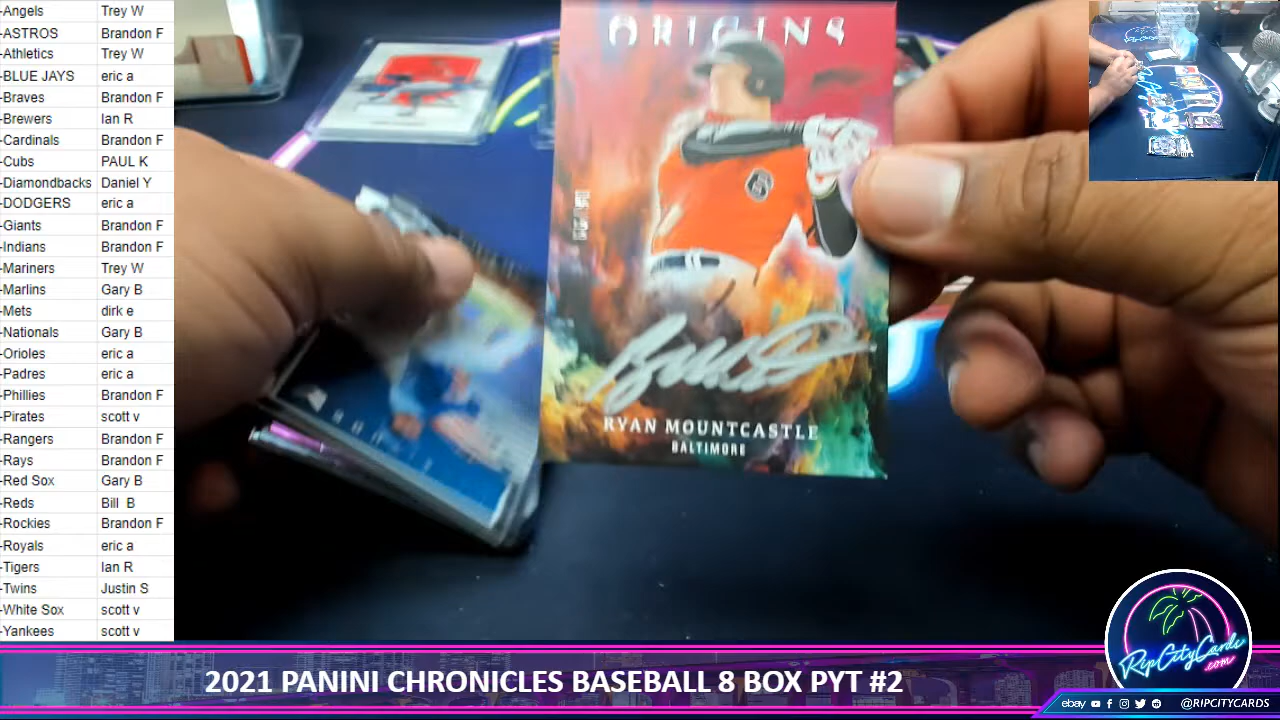 -Angels Trey W
-ASTROS Brandon F
-Athletics Trey W
-BLUE JAYS eric a
-Braves Brandon F
-Brewers Ian R
-Cardinals Brandon F
-Cubs PAUL K
-Diamondbacks Daniel Y
-DODGERS eric a
-Giants Brandon F
-Indians Brandon F
-Mariners Trey W
-Marlins Gary B
-Mets dirk e
-Nationals Gary B
-Orioles eric a
-Padres eric a
-Phillies Brandon F
-Pirates scott v
-Rangers Brandon F
-Rays Brandon F
-Red Sox Gary B
-Reds Bill B
-Rockies Brandon F
-Royals eric a
-Tigers Ian R
-Twins Justin S
-White Sox scott v
-Yankees scott v
ORIGINS
RYAN MOUNTCASTLE
BALTIMORE
RipCityCards
.com
2021 PANINI CHRONICLES BASEBALL 8 BOX PYT #2
ebay @RIPCITYCARDS